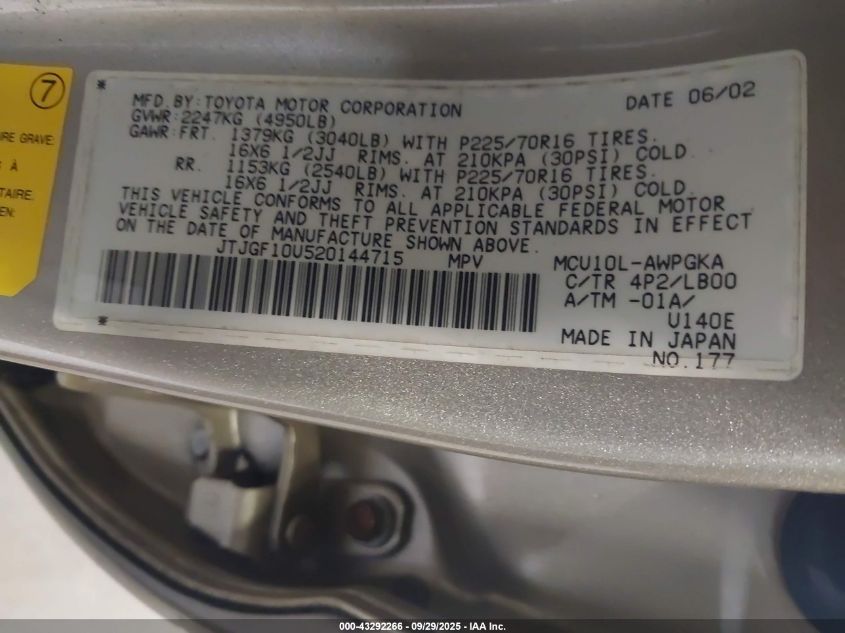 7
IRE GRAVE
À
TAIRE.
EN:
* *
MFD. BY: TOYOTA MOTOR CORPORATION DATE 06/02
GVWR: 2247KG (4950LB)
GAWR: FRT. 1379KG (3040LB) WITH P225/70R16 TIRES.
16X6 1/2JJ RIMS. AT 210KPA (30PSI) COLD
RR. 1153KG (2540LB) WITH P225/70R16 TIRES.
16X6 1/2JJ RIMS. AT 210KPA (30PSI) COLD.
THIS VEHICLE CONFORMS TO ALL APPLICABLE FEDERAL MOTOR
VEHICLE SAFETY AND THEFT PREVENTION STANDARDS IN EFFECT
ON THE DATE OF MANUFACTURE SHOWN ABOVE.
JTJGF10U520144715 MPV MCU10L-AWPGKA
C/TR 4P2/LB00
A/TM -01A/
U140E
MADE IN JAPAN
NO.177
*
000-43292266 • 09/29/2025 • IAA Inc.